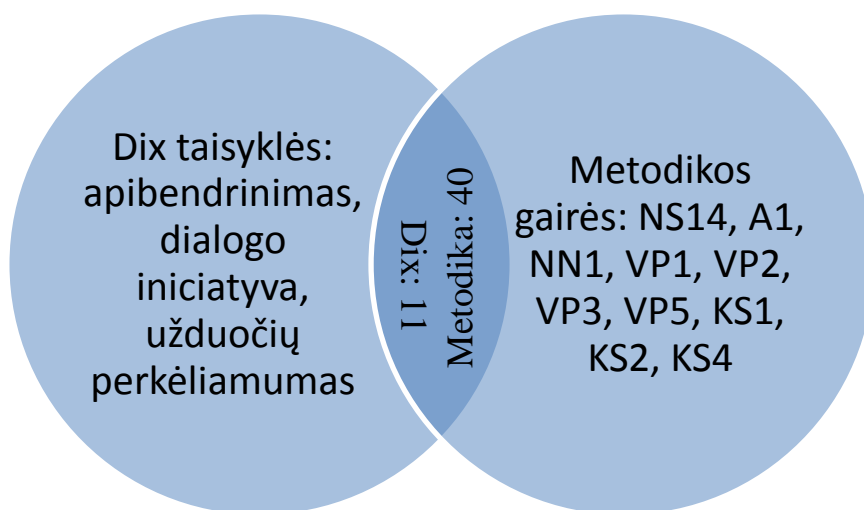 Dix taisyklės:
apibendrinimas,
dialogo
iniciatyva,
užduočių
perkėliamumas
Dix: 11
Metodika: 40
Metodikos
gairės: NS14, A1,
NN1, VP1, VP2,
VP3, VP5, KS1,
KS2, KS4